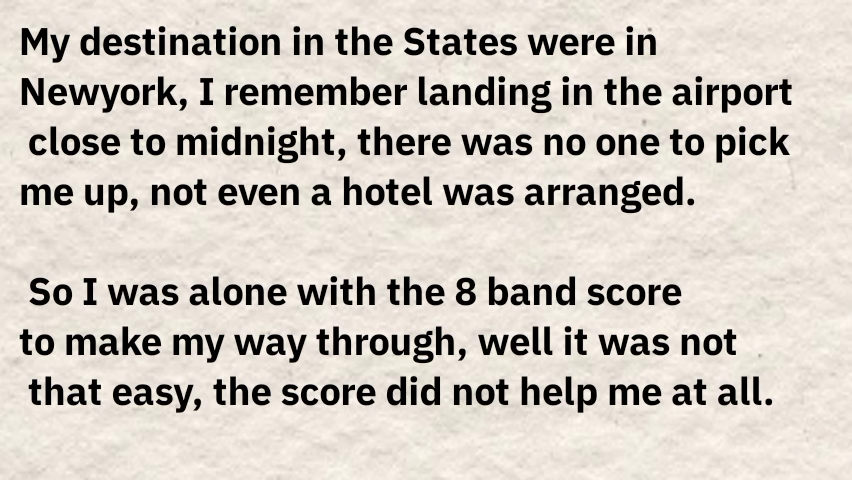 My destination in the States were in
Newyork, I remember landing in the airport
close to midnight, there was no one to pick
me up, not even a hotel was arranged.
So I was alone with the 8 band score
to make my way through, well it was not
that easy, the score did not help me at all.